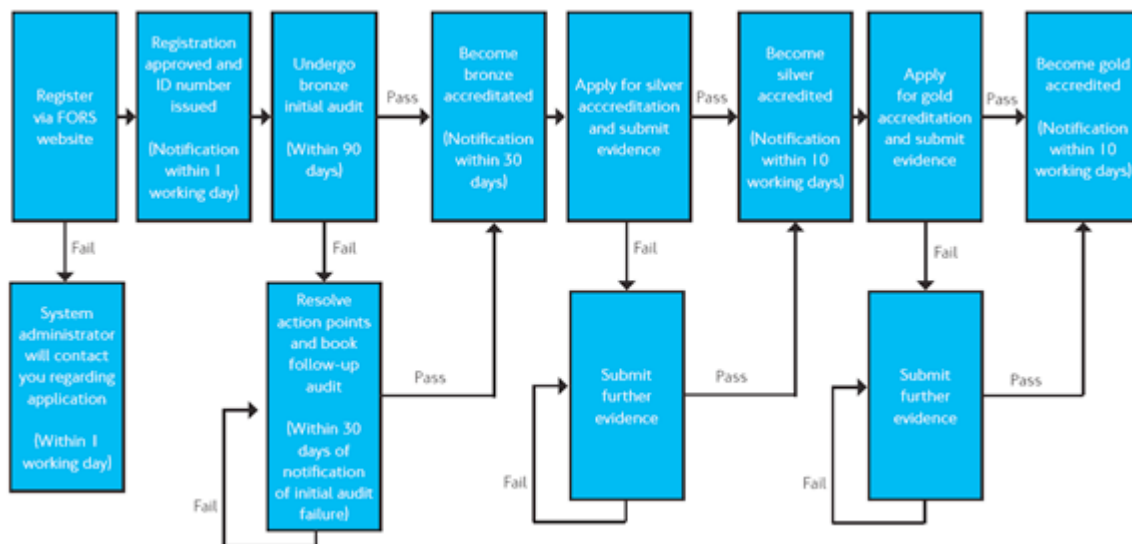 Register
via FORS
website
Registration
approved and
ID number
issued
(Notification
within 1
working day)
Undergo
bronze
initial audit
(Within 90
days)
Pass
Become
bronze
accreditated
(Notification
within 30
days)
Apply for silver
acccreditation
and submit
evidence
Pass
Become
silver
accredited
(Notification
within 10
working days)
Apply
for gold
accreditation
and submit
evidence
Pass
Become gold
accredited
(Notification
within 10
working days)
Fail
Fail
Fail
Fail
System
administrator
will contact
you regarding
application
(Within 1
working day)
Resolve
action points
and book
follow-up
audit
(Within 30
days of
notification
of initial audit
failure)
Pass
Fail
Submit
further
evidence
Pass
Fail
Submit
further
evidence
Pass
Fail